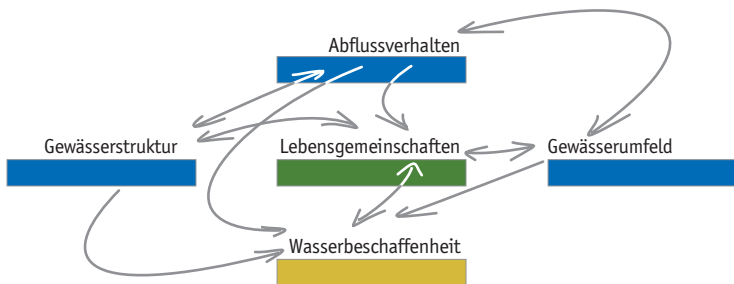 Abflussverhalten
Gewässerstruktur
Lebensgemeinschaften
Gewässerumfeld
Wasserbeschaffenheit